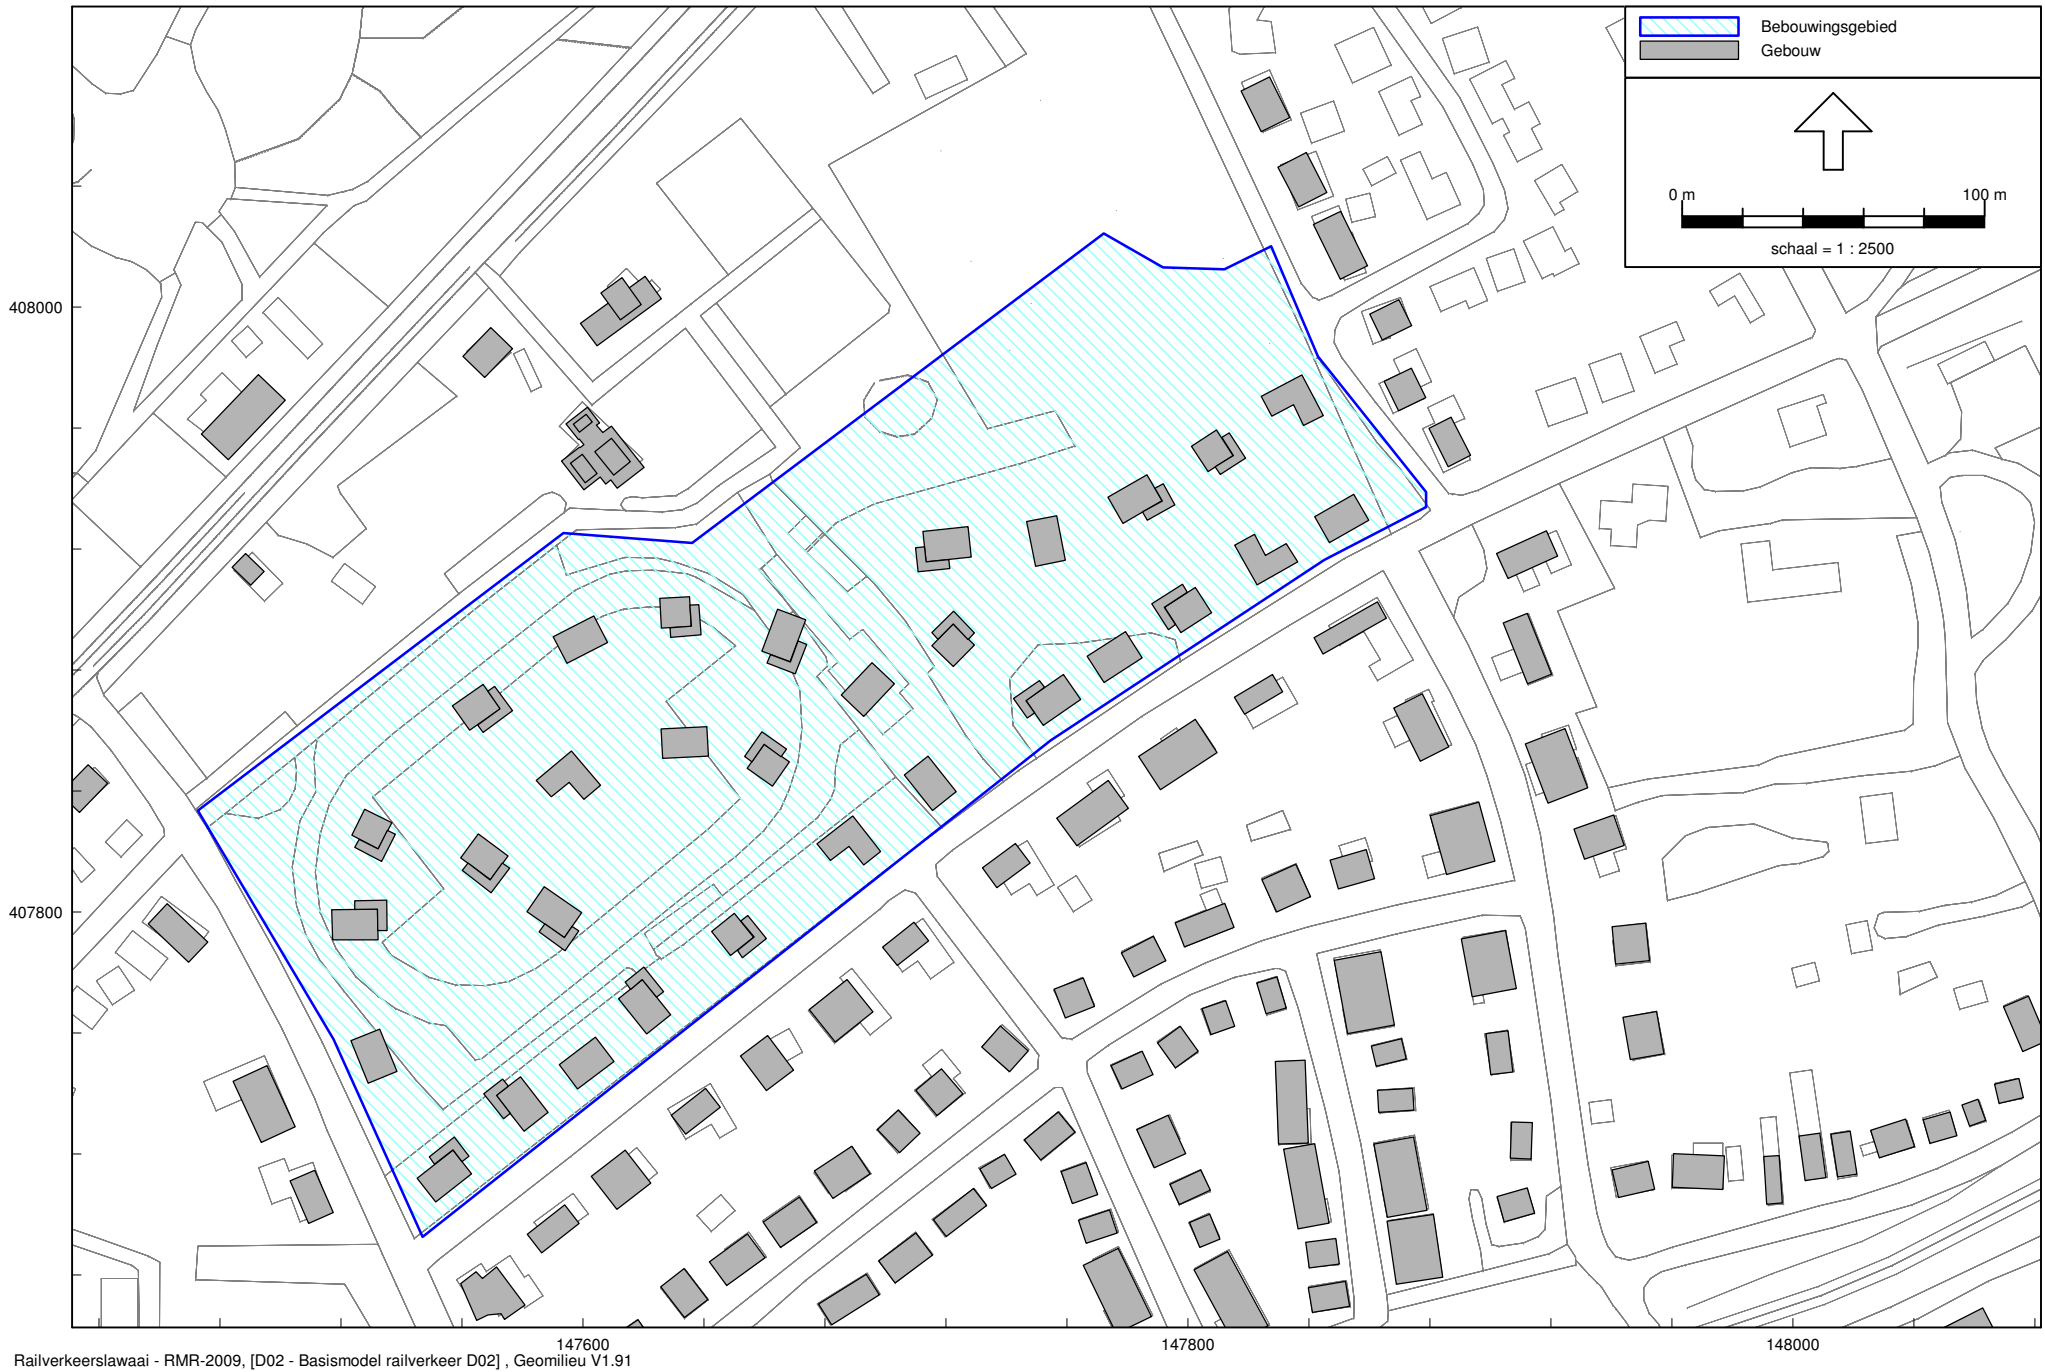 Bebouwingsgebied
Gebouw
0 m 100 m
schaal = 1 : 2500
408000
407800
147600 147800 148000
Railverkeerslawaai - RMR-2009, [D02 - Basismodel railverkeer D02] , Geomilieu V1.91